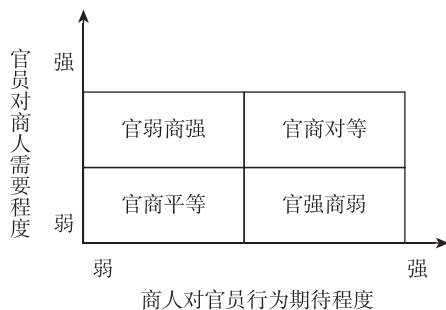 官员对商人需要程度
强
官弱商强
官商对等
官商平等
官强商弱
弱
弱
强
商人对官员行为期待程度